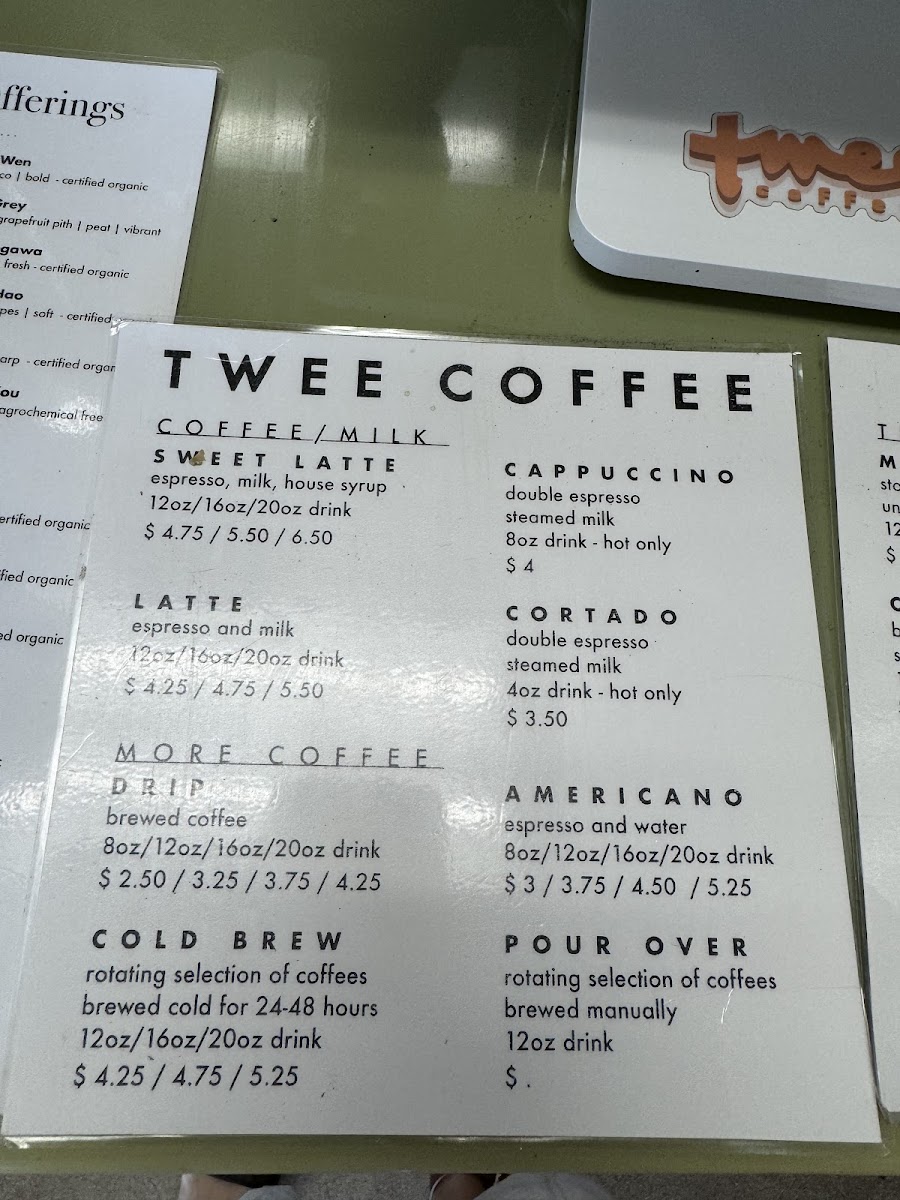 fferings
Wen
co | bold - certified organic
Grey
grapefruit pith | peat | vibrant
gawa
fresh - certified organic
dao
pes | soft - certified
arp - certified organ
ou
agrochemical free
ertified organic
fied organic
ed organic
twee
coffe
TWEE COFFEE
COFFEE/MILK
SWEET LATTE
espresso, milk, house syrup
12oz/16oz/20oz drink
$ 4.75 / 5.50 / 6.50
LATTE
espresso and milk
12oz/16oz/20oz drink
$ 4.25 / 4.75 / 5.50
CAPPUCCINO
double espresso
steamed milk
8oz drink - hot only
$ 4
CORTADO
double espresso
steamed milk
4oz drink - hot only
$ 3.50
MORE COFFEE
DRIP
brewed coffee
8oz/12oz/16oz/20oz drink
$ 2.50 / 3.25 / 3.75 / 4.25
COLD BREW
rotating selection of coffees
brewed cold for 24-48 hours
12oz/16oz/20oz drink
$ 4.25 / 4.75 / 5.25
AMERICANO
espresso and water
8oz/12oz/16oz/20oz drink
$ 3 / 3.75 / 4.50 / 5.25
POUR OVER
rotating selection of coffees
brewed manually
12oz drink
$ .